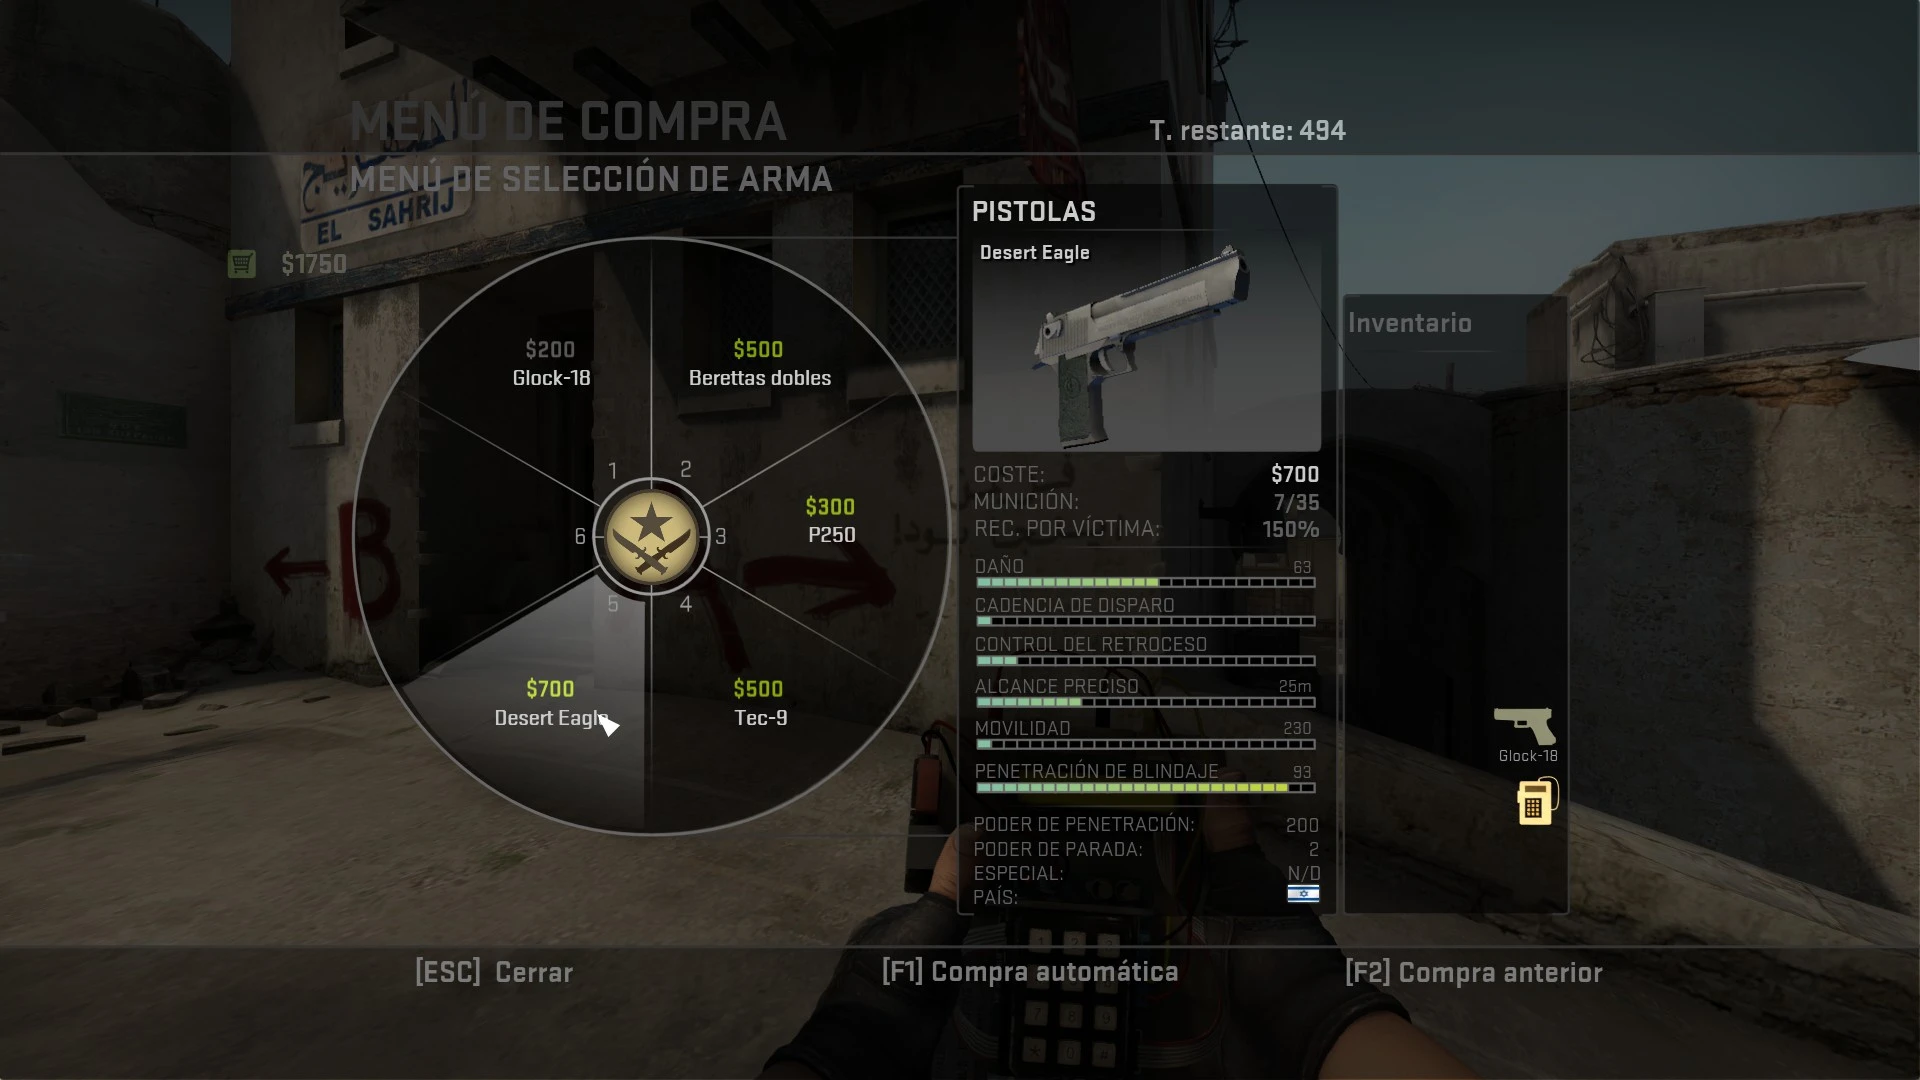 MENÚ DE COMPRA
T. restante: 494
MENÚ DE SELECCIÓN DE ARMA
EL SAHRIJ
$1750
$200
Glock-18
$500
Berettas dobles
$300
P250
$500
Tec-9
$700
Desert Eagle
1
2
3
4
5
6
B
PISTOLAS
Desert Eagle
COSTE: $700
MUNICIÓN: 7/35
REC. POR VÍCTIMA: 150%
DAÑO 63
CADENCIA DE DISPARO
CONTROL DEL RETROCESO
ALCANCE PRECISO 25m
MOVILIDAD 230
PENETRACIÓN DE BLINDAJE 93
PODER DE PENETRACIÓN: 200
PODER DE PARADA: 2
ESPECIAL: N/D
PAÍS:
Inventario
Glock-18
[ESC] Cerrar
[F1] Compra automática
[F2] Compra anterior
7 8 9
* 0 #